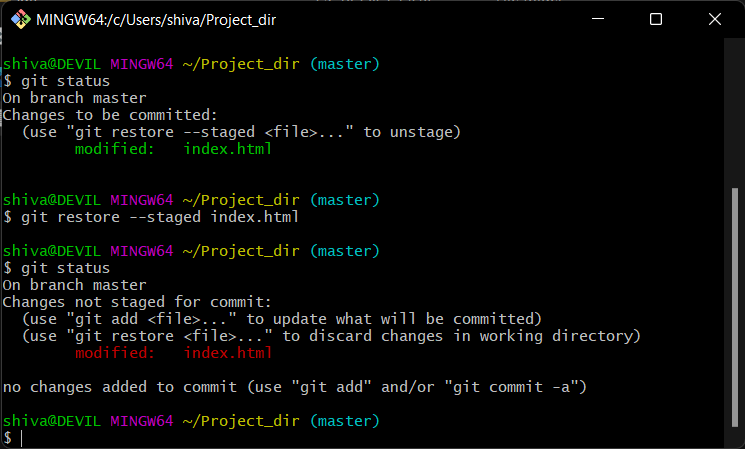 MINGW64:/c/Users/shiva/Project_dir
shiva@DEVIL MINGW64 ~/Project_dir (master)
$ git status
On branch master
Changes to be committed:
  (use "git restore --staged <file>..." to unstage)
        modified:   index.html
shiva@DEVIL MINGW64 ~/Project_dir (master)
$ git restore --staged index.html
shiva@DEVIL MINGW64 ~/Project_dir (master)
$ git status
On branch master
Changes not staged for commit:
  (use "git add <file>..." to update what will be committed)
  (use "git restore <file>..." to discard changes in working directory)
        modified:   index.html
no changes added to commit (use "git add" and/or "git commit -a")
shiva@DEVIL MINGW64 ~/Project_dir (master)
$